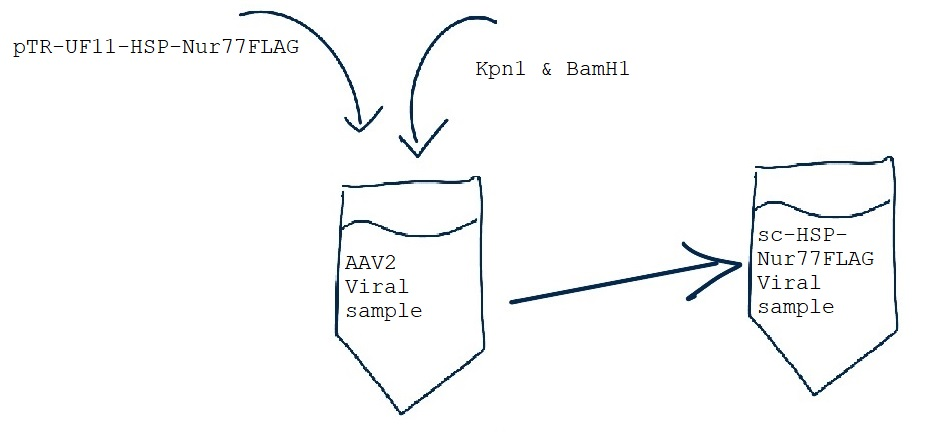 pTR-UF11-HSP-Nur77FLAG
Kpn1 & BamH1
AAV2
Viral
sample
sc-HSP-
Nur77FLAG
Viral
sample